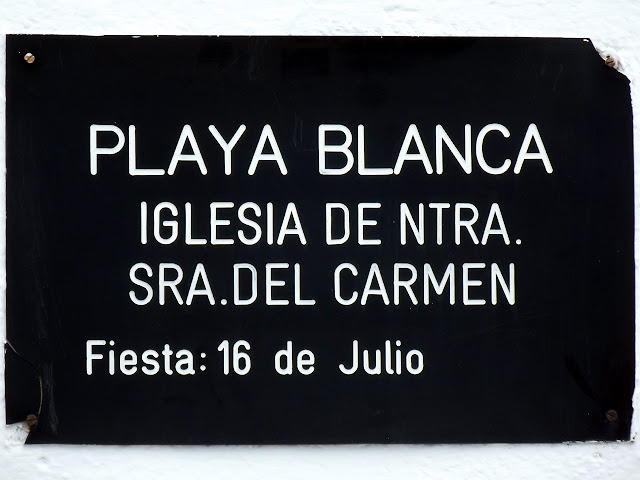 PLAYA BLANCA
IGLESIA DE NTRA.
SRA.DEL CARMEN
Fiesta: 16 de Julio